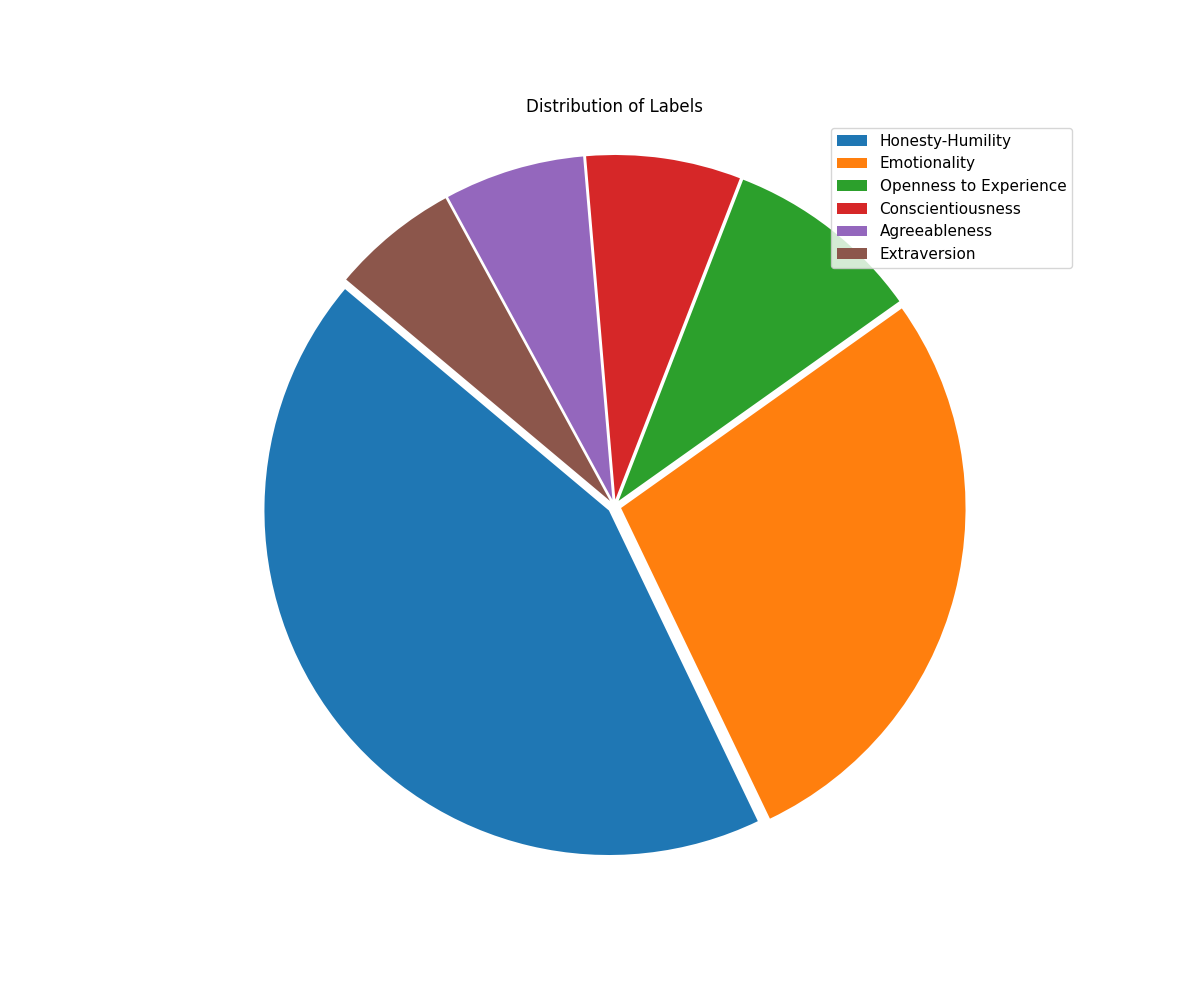 Distribution of Labels
Honesty-Humility
Emotionality
Openness to Experience
Conscientiousness
Agreeableness
Extraversion